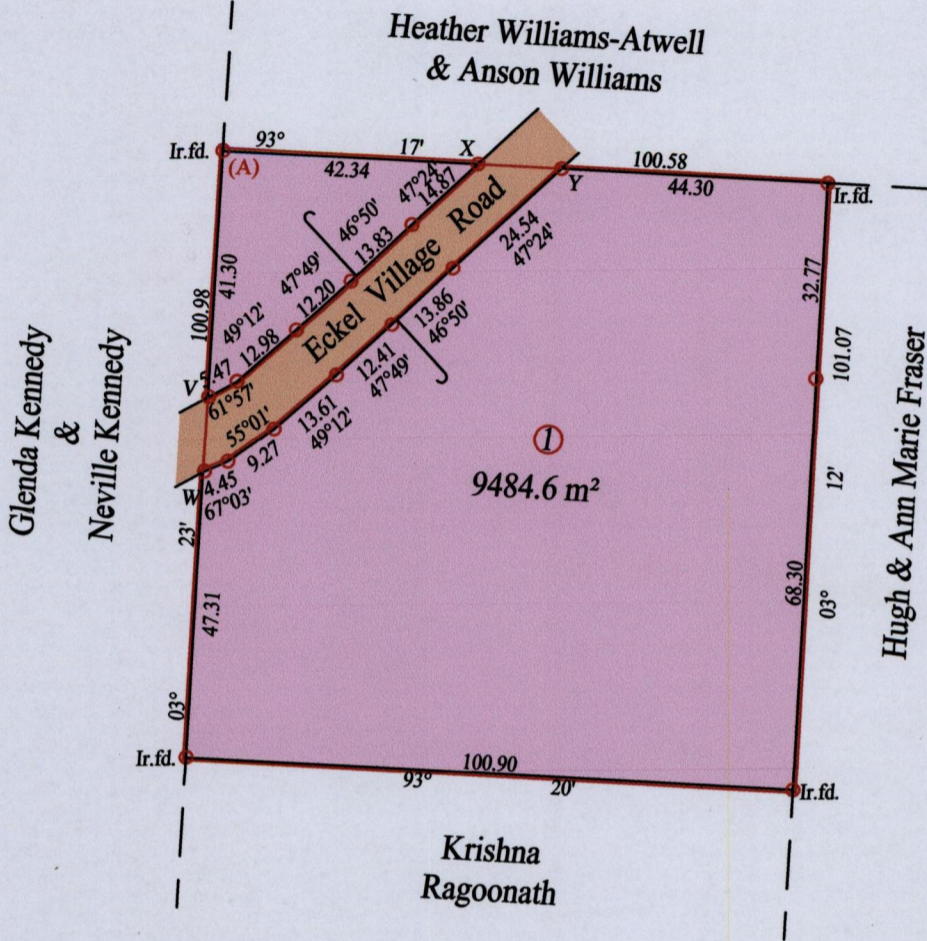 Heather Williams-Atwell
& Anson Williams
Ir.fd.
(A)
93°
17'
X
42.34
Y
100.58
44.30
Ir.fd.
47°24'
14.87
46°50'
13.83
47°49'
12.20
49°12'
12.98
61°57'
V
41.30
100.98
Eckel Village Road
24.54
47°24'
13.86
46°50'
12.41
47°49'
13.61
49°12'
55°01'
9.27
W
4.45
67°03'
32.77
101.07
12'
68.30
03°
1
9484.6 m²
Glenda Kennedy
&
Neville Kennedy
Hugh & Ann Marie Fraser
23'
47.31
03°
Ir.fd.
100.90
93°
20'
Ir.fd.
Krishna
Ragoonath